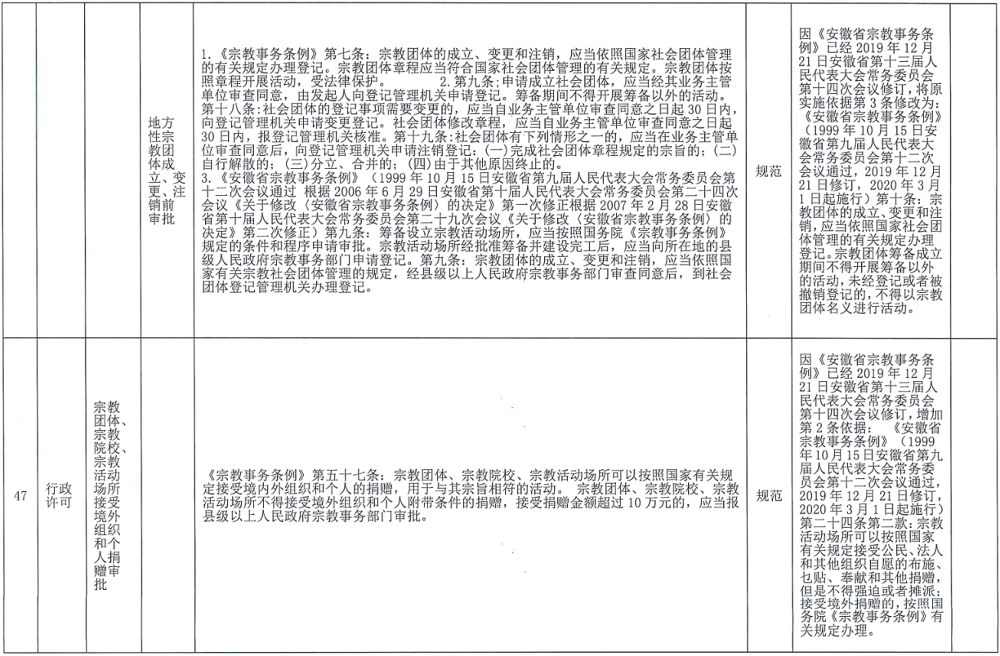 地方
性宗
教团
体成
立、变
更、注
销前
审批
1.《宗教事务条例》第七条：宗教团体的成立、变更和注销，应当依照国家社会团体管理
的有关规定办理登记。宗教团体章程应当符合国家社会团体管理的有关规定。宗教团体按
照章程开展活动，受法律保护。 2.第九条；申请成立社会团体，应当经其业务主管
单位审查同意，由发起人向登记管理机关申请登记。筹备期间不得开展筹备以外的活动。
第十八条:社会团体的登记事项需要变更的，应当自业务主管单位审查同意之日起 30 日内，
向登记管理机关申请变更登记。社会团体修改章程，应当自业务主管单位审查同意之日起
30 日内，报登记管理机关核准。第十九条:社会团体有下列情形之一的，应当在业务主管单
位审查同意后，向登记管理机关申请注销登记：(一)完成社会团体章程规定的宗旨的；(二)
自行解散的；(三)分立、合并的；(四)由于其他原因终止的。
3.《安徽省宗教事务条例》（1999 年 10 月 15 日安徽省第九届人民代表大会常务委员会第
十二次会议通过 根据 2006 年 6 月 29 日安徽省第十届人民代表大会常务委员会第二十四次
会议《关于修改〈安徽省宗教事务条例〉的决定》第一次修正根据 2007 年 2 月 28 日安徽
省第十届人民代表大会常务委员会第二十九次会议《关于修改〈安徽省宗教事务条例〉的
决定》第二次修正）第九条：筹备设立宗教活动场所，应当按照国务院《宗教事务条例》
规定的条件和程序申请审批。宗教活动场所经批准筹备并建设完工后，应当向所在地的县
级人民政府宗教事务部门申请登记。第九条：宗教团体的成立、变更和注销，应当依照国
家有关宗教社会团体管理的规定，经县级以上人民政府宗教事务部门审查同意后，到社会
团体登记管理机关办理登记。
规范
因《安徽省宗教事务条
例》已经 2019 年 12 月
21 日安徽省第十三届人
民代表大会常务委员会
第十四次会议修订，将原
实施依据第 3 条修改为：
《安徽省宗教事务条例》
（1999 年 10 月 15 日安
徽省第九届人民代表大
会常务委员会第十二次
会议通过，2019 年 12 月
21 日修订，2020 年 3 月
1 日起施行）第十条：宗
教团体的成立、变更和注
销，应当依照国家社会团
体管理的有关规定办理
登记。宗教团体筹备成立
期间不得开展筹备以外
的活动，未经登记或者被
撤销登记的，不得以宗教
团体名义进行活动。
47
行政
许可
宗教
团体、
宗教
院校、
宗教
活动
场所
接受
境外
组织
和个
人捐
赠审
批
《宗教事务条例》第五十七条：宗教团体、宗教院校、宗教活动场所可以按照国家有关规
定接受境内外组织和个人的捐赠，用于与其宗旨相符的活动。 宗教团体、宗教院校、宗教
活动场所不得接受境外组织和个人附带条件的捐赠，接受捐赠金额超过 10 万元的，应当报
县级以上人民政府宗教事务部门审批。
规范
因《安徽省宗教事务条
例》已经 2019 年 12 月
21 日安徽省第十三届人
民代表大会常务委员会
第十四次会议修订，增加
第 2 条依据： 《安徽省
宗教事务条例》（1999
年 10 月 15 日安徽省第九
届人民代表大会常务委
员会第十二次会议通过，
2019 年 12 月 21 日修订，
2020 年 3 月 1 日起施行）
第二十四条第二款：宗教
活动场所可以按照国家
有关规定接受公民、法人
和其他组织自愿的布施、
乜贴、奉献和其他捐赠，
但是不得强迫或者摊派；
接受境外捐赠的，按照国
务院《宗教事务条例》有
关规定办理。